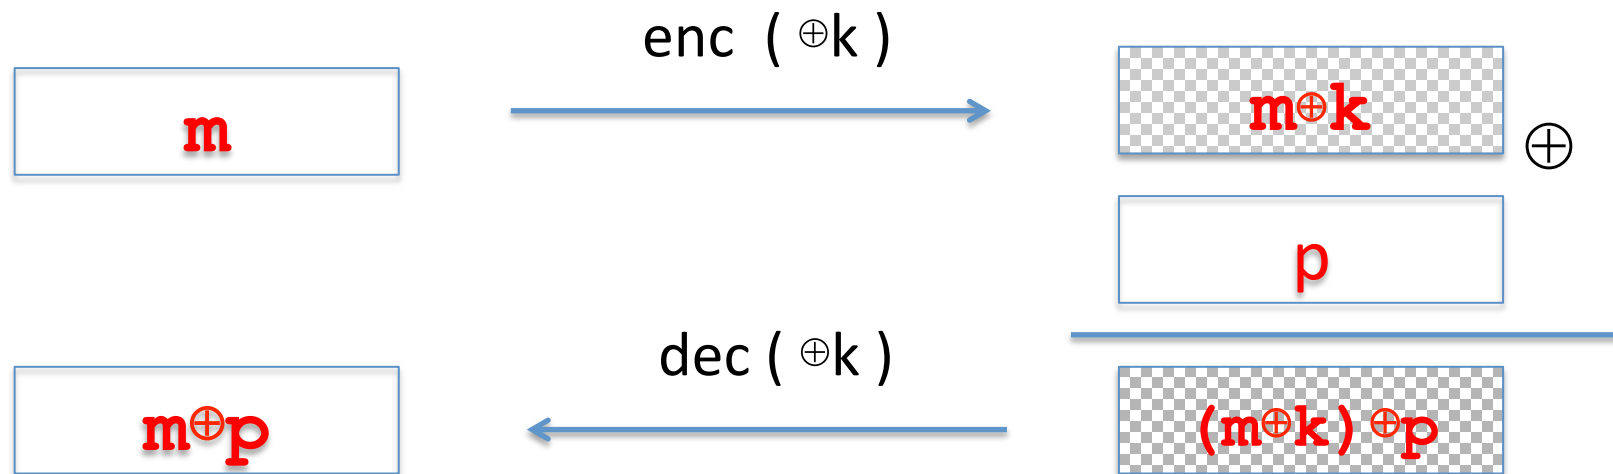 enc ( ⊕k )
m
m⊕k
⊕
p
dec ( ⊕k )
m⊕p
(m⊕k)⊕p